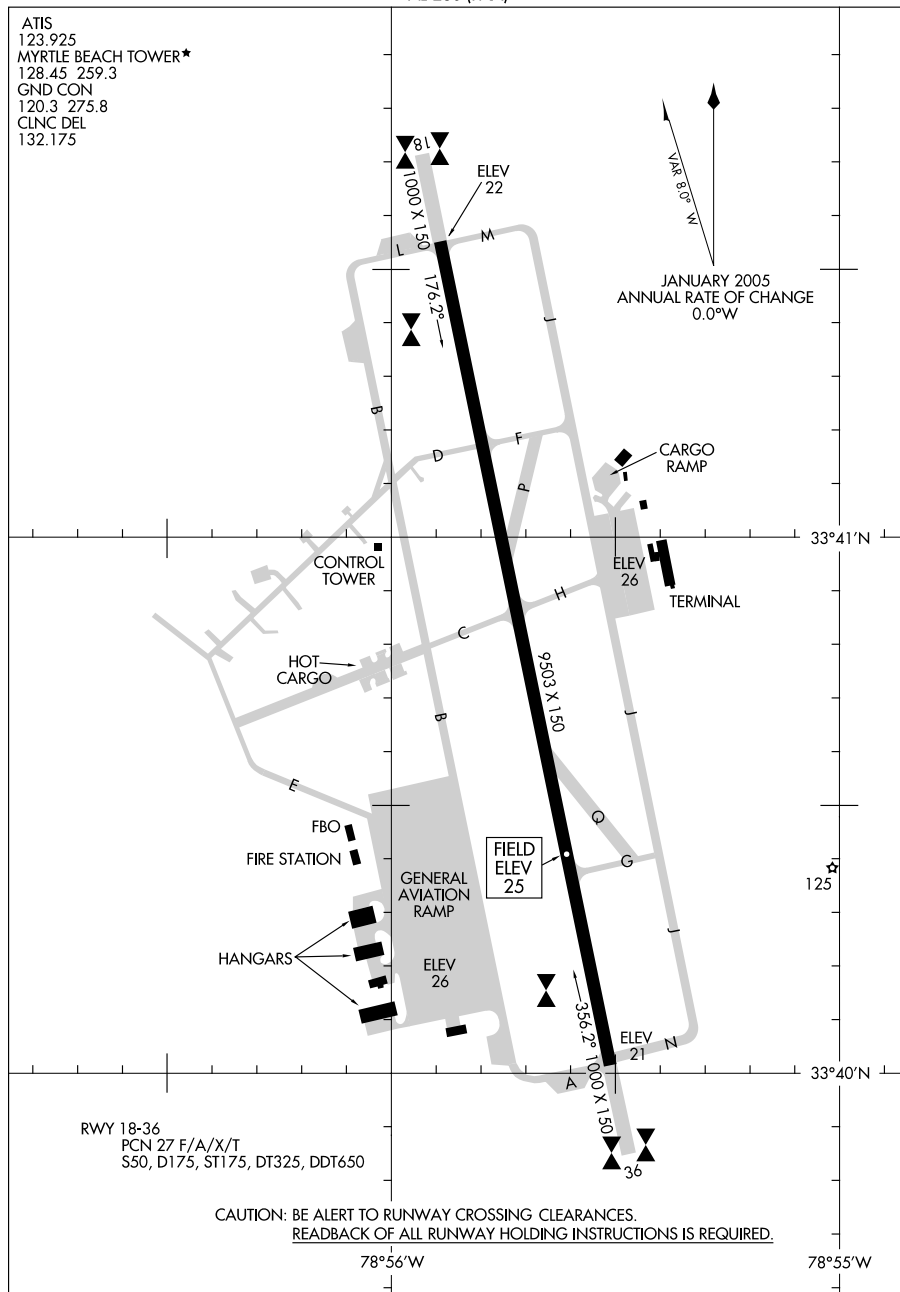 ATIS
123.925
MYRTLE BEACH TOWER★
128.45 259.3
GND CON
120.3 275.8
CLNC DEL
132.175
18
1000 X 150
ELEV
22
VAR 8.0° W
JANUARY 2005
ANNUAL RATE OF CHANGE
0.0°W
L
M
176.2°
J
B
D
F
P
CARGO
RAMP
33°41'N
CONTROL
TOWER
ELEV
26
TERMINAL
H
C
HOT
CARGO
9503 X 150
B
J
E
Q
FBO
FIRE STATION
FIELD
ELEV
25
G
125
GENERAL
AVIATION
RAMP
HANGARS
ELEV
26
J
356.2°
1000 X 150
ELEV
21
N
A
33°40'N
36
RWY 18-36
PCN 27 F/A/X/T
S50, D175, ST175, DT325, DDT650
CAUTION: BE ALERT TO RUNWAY CROSSING CLEARANCES.
READBACK OF ALL RUNWAY HOLDING INSTRUCTIONS IS REQUIRED.
78°56'W
78°55'W